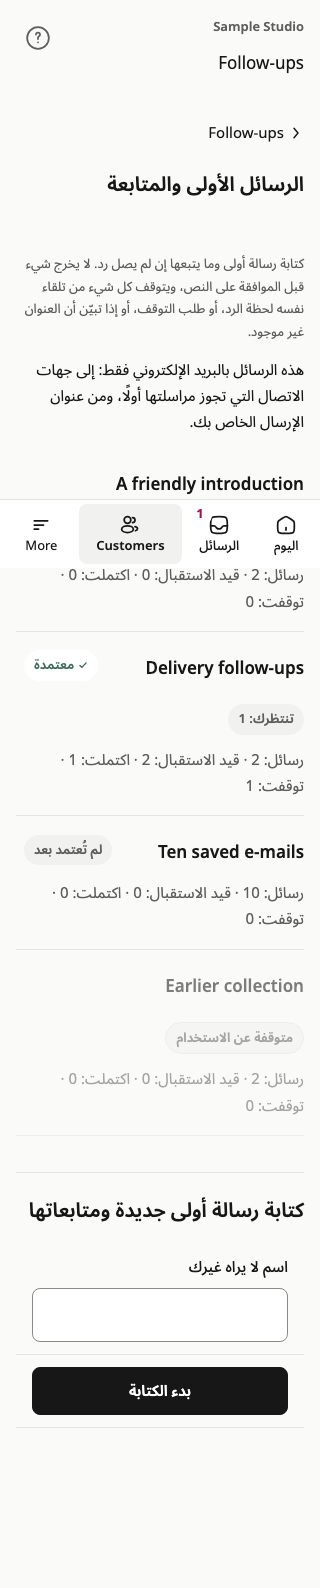 Sample Studio
Follow-ups
Follow-ups
الرسائل الأولى والمتابعة
كتابة رسالة أولى وما يتبعها إن لم يصل رد. لا يخرج شيء
قبل الموافقة على النص، ويتوقف كل شيء من تلقاء
نفسه لحظة الرد، أو طلب التوقف، أو إذا تبيّن أن العنوان
غير موجود.
هذه الرسائل بالبريد الإلكتروني فقط: إلى جهات
الاتصال التي تجوز مراسلتها أولًا، ومن عنوان
الإرسال الخاص بك.
A friendly introduction
اليوم
1
الرسائل
Customers
More
رسائل: 2 · قيد الاستقبال: 0 · اكتملت: 0 ·
توقفت: 0
Delivery follow-ups
معتمدة
تنتظرك: 1
رسائل: 2 · قيد الاستقبال: 2 · اكتملت: 1 ·
توقفت: 1
Ten saved e-mails
لم تُعتمد بعد
رسائل: 10 · قيد الاستقبال: 0 · اكتملت: 0 ·
توقفت: 0
Earlier collection
متوقفة عن الاستخدام
رسائل: 2 · قيد الاستقبال: 0 · اكتملت: 0 ·
توقفت: 0
كتابة رسالة أولى جديدة ومتابعاتها
اسم لا يراه غيرك
بدء الكتابة